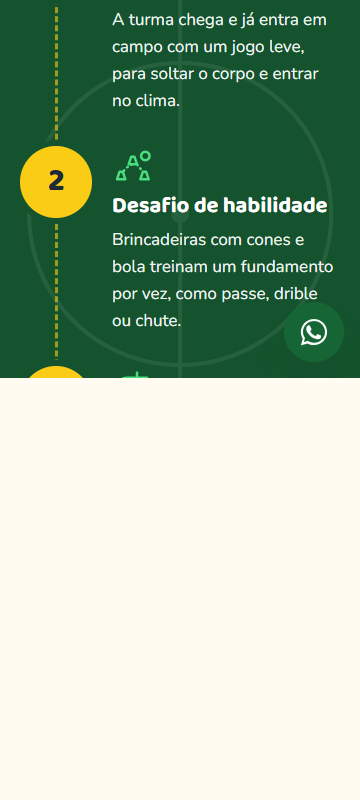 A turma chega e já entra em
campo com um jogo leve,
para soltar o corpo e entrar
no clima.
2
Desafio de habilidade
Brincadeiras com cones e
bola treinam um fundamento
por vez, como passe, drible
ou chute.